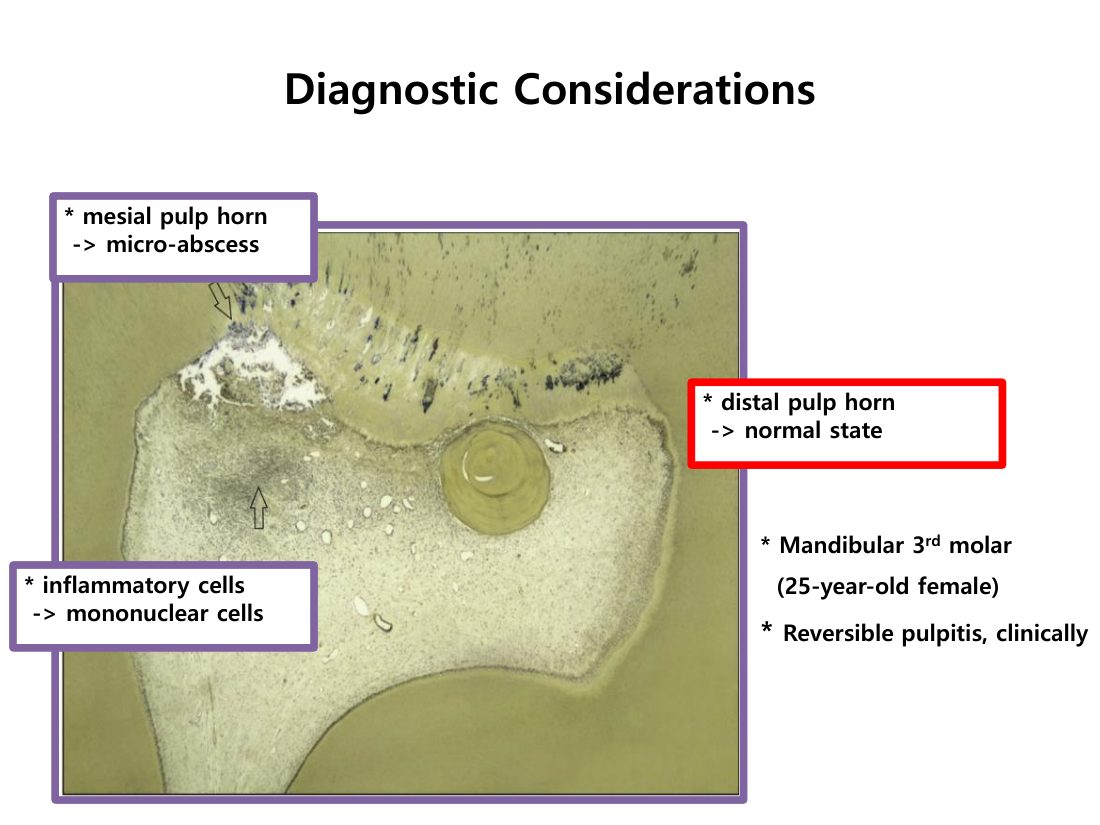 Diagnostic Considerations
* mesial pulp horn
-> micro-abscess
* distal pulp horn
-> normal state
* Mandibular 3rd molar
(25-year-old female)
* Reversible pulpitis, clinically
* inflammatory cells
-> mononuclear cells